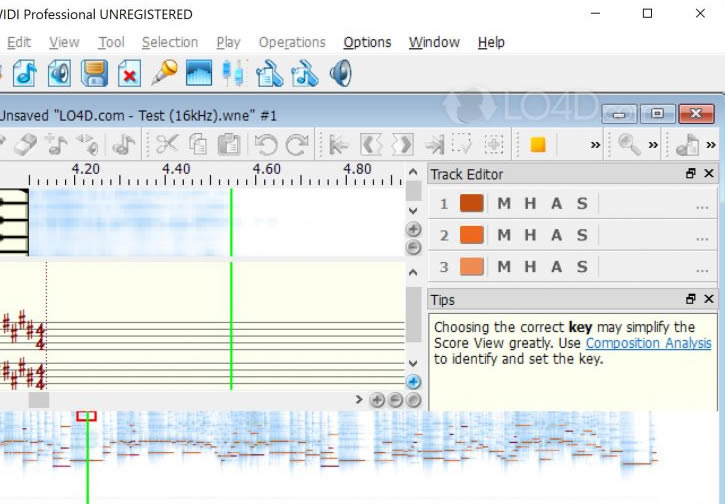 WIDI Professional UNREGISTERED
Edit View Tool Selection Play Operations Options Window Help
LO4D
Unsaved "LO4D.com - Test (16kHz).wne" #1
4.20 4.40 4.60 4.80
Track Editor
1 M H A S ...
2 M H A S ...
3 M H A S ...
4
4
4
4
Tips
Choosing the correct key may simplify the
Score View greatly. Use Composition Analysis
to identify and set the key.